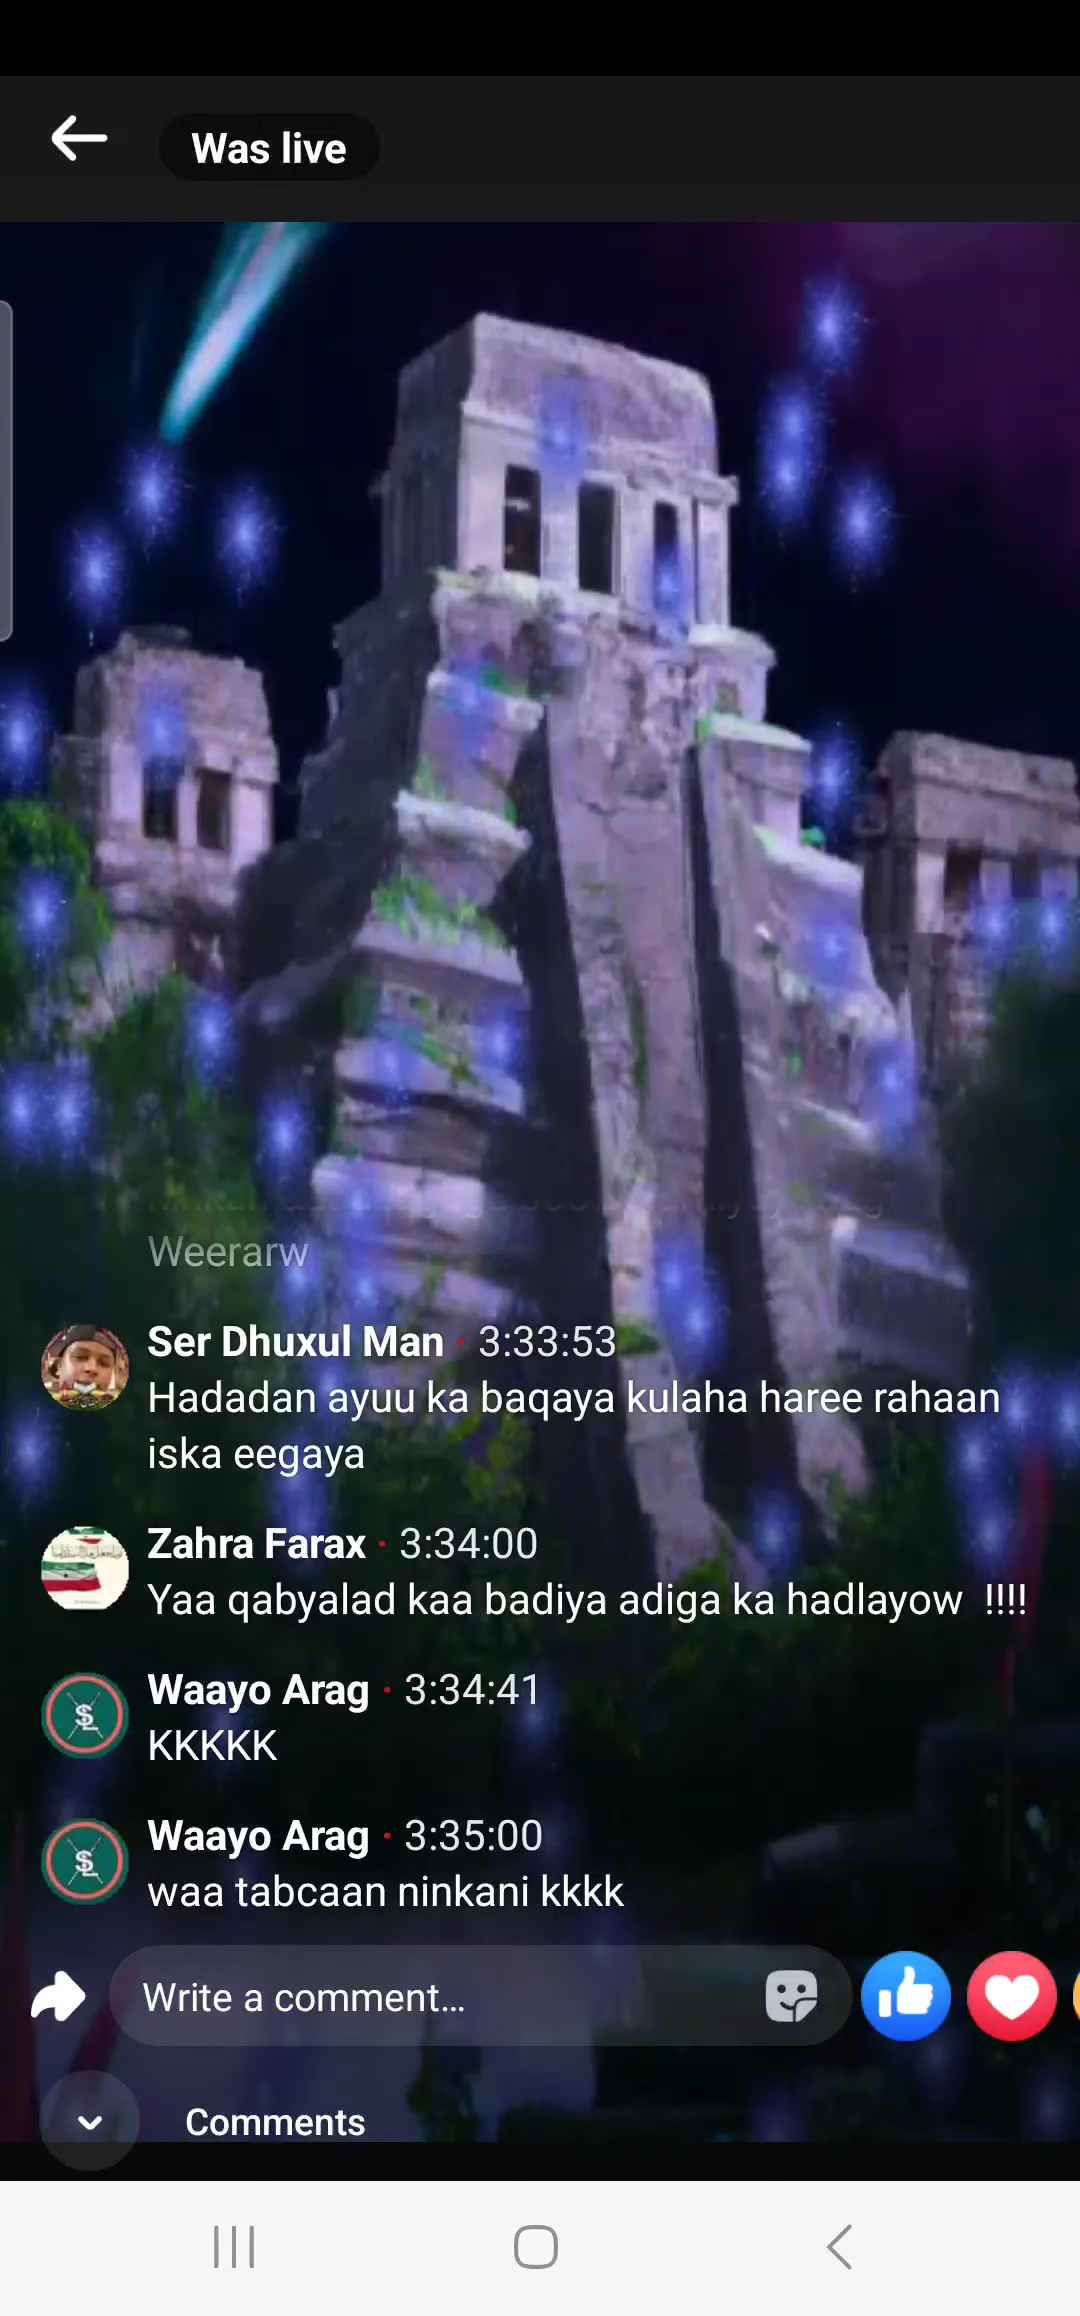 Was live
Weerarw
Ser Dhuxul Man · 3:33:53
Hadadan ayuu ka baqaya kulaha haree rahaan
iska eegaya
Zahra Farax · 3:34:00
Yaa qabyalad kaa badiya adiga ka hadlayow !!!!
Waayo Arag · 3:34:41
KKKKK
Waayo Arag · 3:35:00
waa tabcaan ninkani kkkk
Write a comment...
Comments